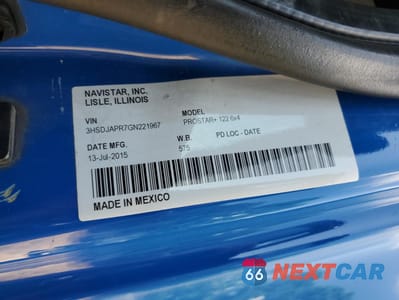 NAVISTAR, INC.
LISLE, ILLINOIS
VIN MODEL
3HSDJAPR7GN221967 PROSTAR+ 122 6x4
DATE MFG. W.B. PD LOC - DATE
13-Jul-2015 575
MADE IN MEXICO
66 NEXTCAR